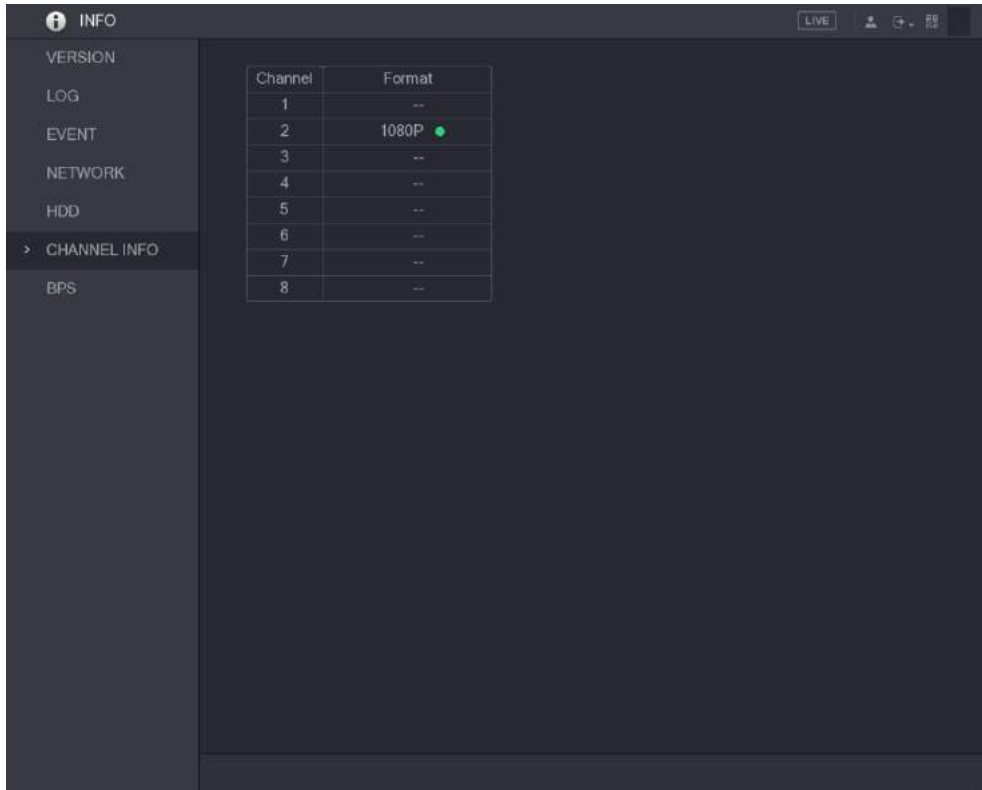 INFO
LIVE
VERSION
LOG
EVENT
NETWORK
HDD
> CHANNEL INFO
BPS
Channel Format
1 --
2 1080P
3 --
4 --
5 --
6 --
7 --
8 --